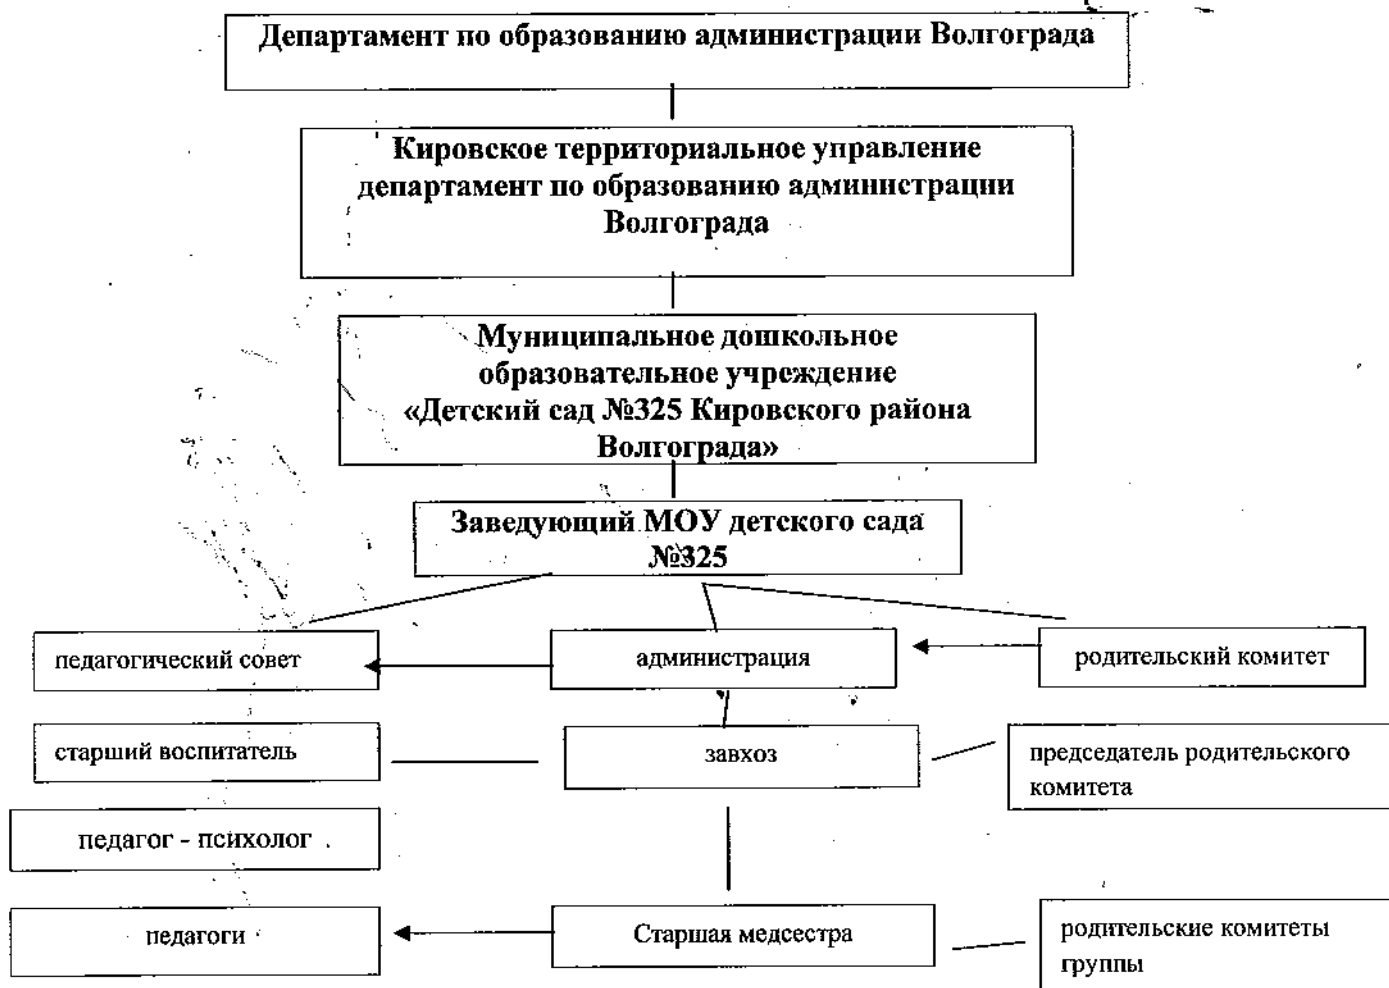 Департамент по образованию администрации Волгограда
Кировское территориальное управление
департамент по образованию администрации
Волгограда
Муниципальное дошкольное
образовательное учреждение
«Детский сад №325 Кировского района
Волгограда»
Заведующий МОУ детского сада
№325
педагогический совет
администрация
родительский комитет
старший воспитатель
завхоз
председатель родительского
комитета
педагог - психолог
педагоги
Старшая медсестра
родительские комитеты
группы